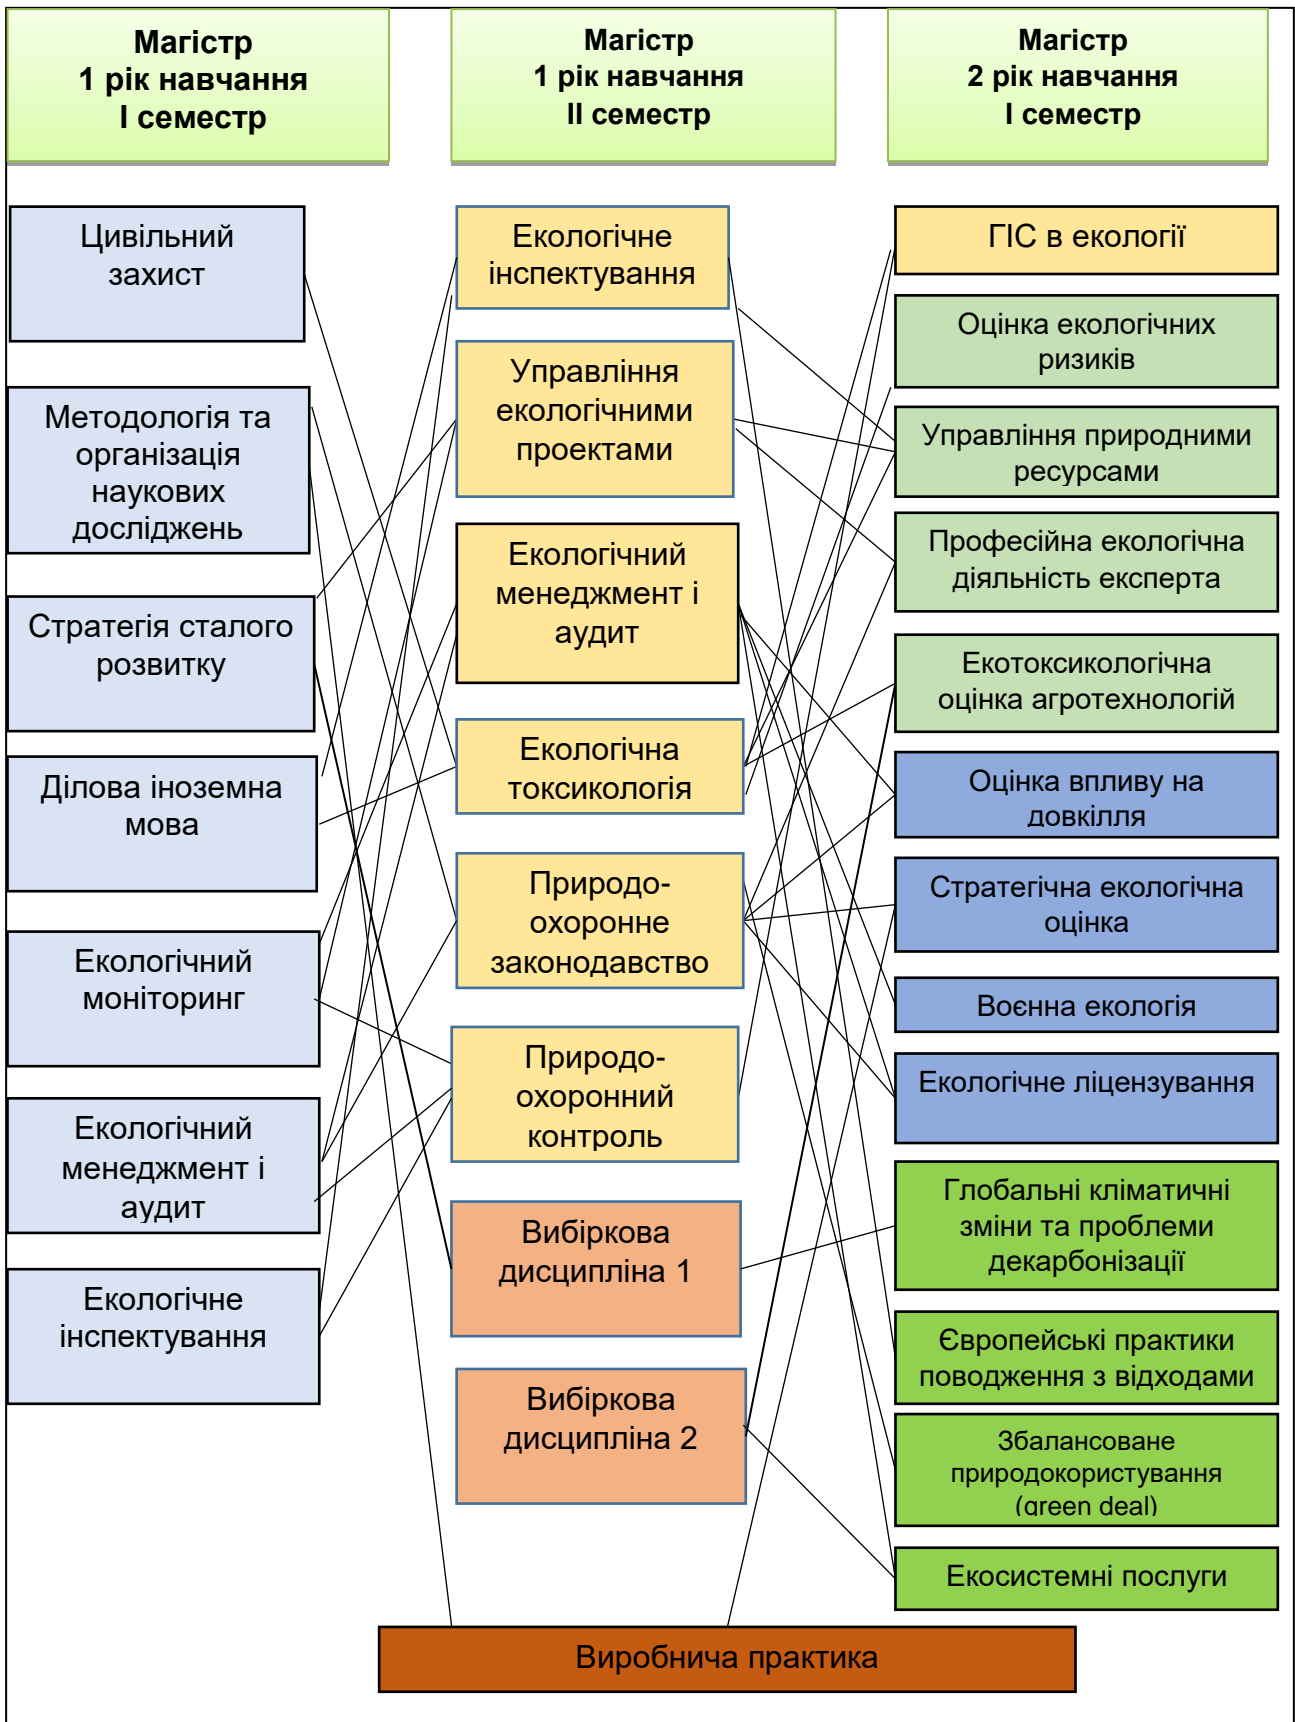 Магістр
1 рік навчання
І семестр
Магістр
1 рік навчання
ІІ семестр
Магістр
2 рік навчання
І семестр
Цивільний
захист
Методологія та
організація
наукових
досліджень
Стратегія сталого
розвитку
Ділова іноземна
мова
Екологічний
моніторинг
Екологічний
менеджмент і
аудит
Екологічне
інспектування
Екологічне
інспектування
Управління
екологічними
проектами
Екологічний
менеджмент і
аудит
Екологічна
токсикологія
Природо-
охоронне
законодавство
Природо-
охоронний
контроль
Вибіркова
дисципліна 1
Вибіркова
дисципліна 2
ГІС в екології
Оцінка екологічних
ризиків
Управління природними
ресурсами
Професійна екологічна
діяльність експерта
Екотоксикологічна
оцінка агротехнологій
Оцінка впливу на
довкілля
Стратегічна екологічна
оцінка
Воєнна екологія
Екологічне ліцензування
Глобальні кліматичні
зміни та проблеми
декарбонізації
Європейські практики
поводження з відходами
Збалансоване
природокористування
(green deal)
Екосистемні послуги
Виробнича практика